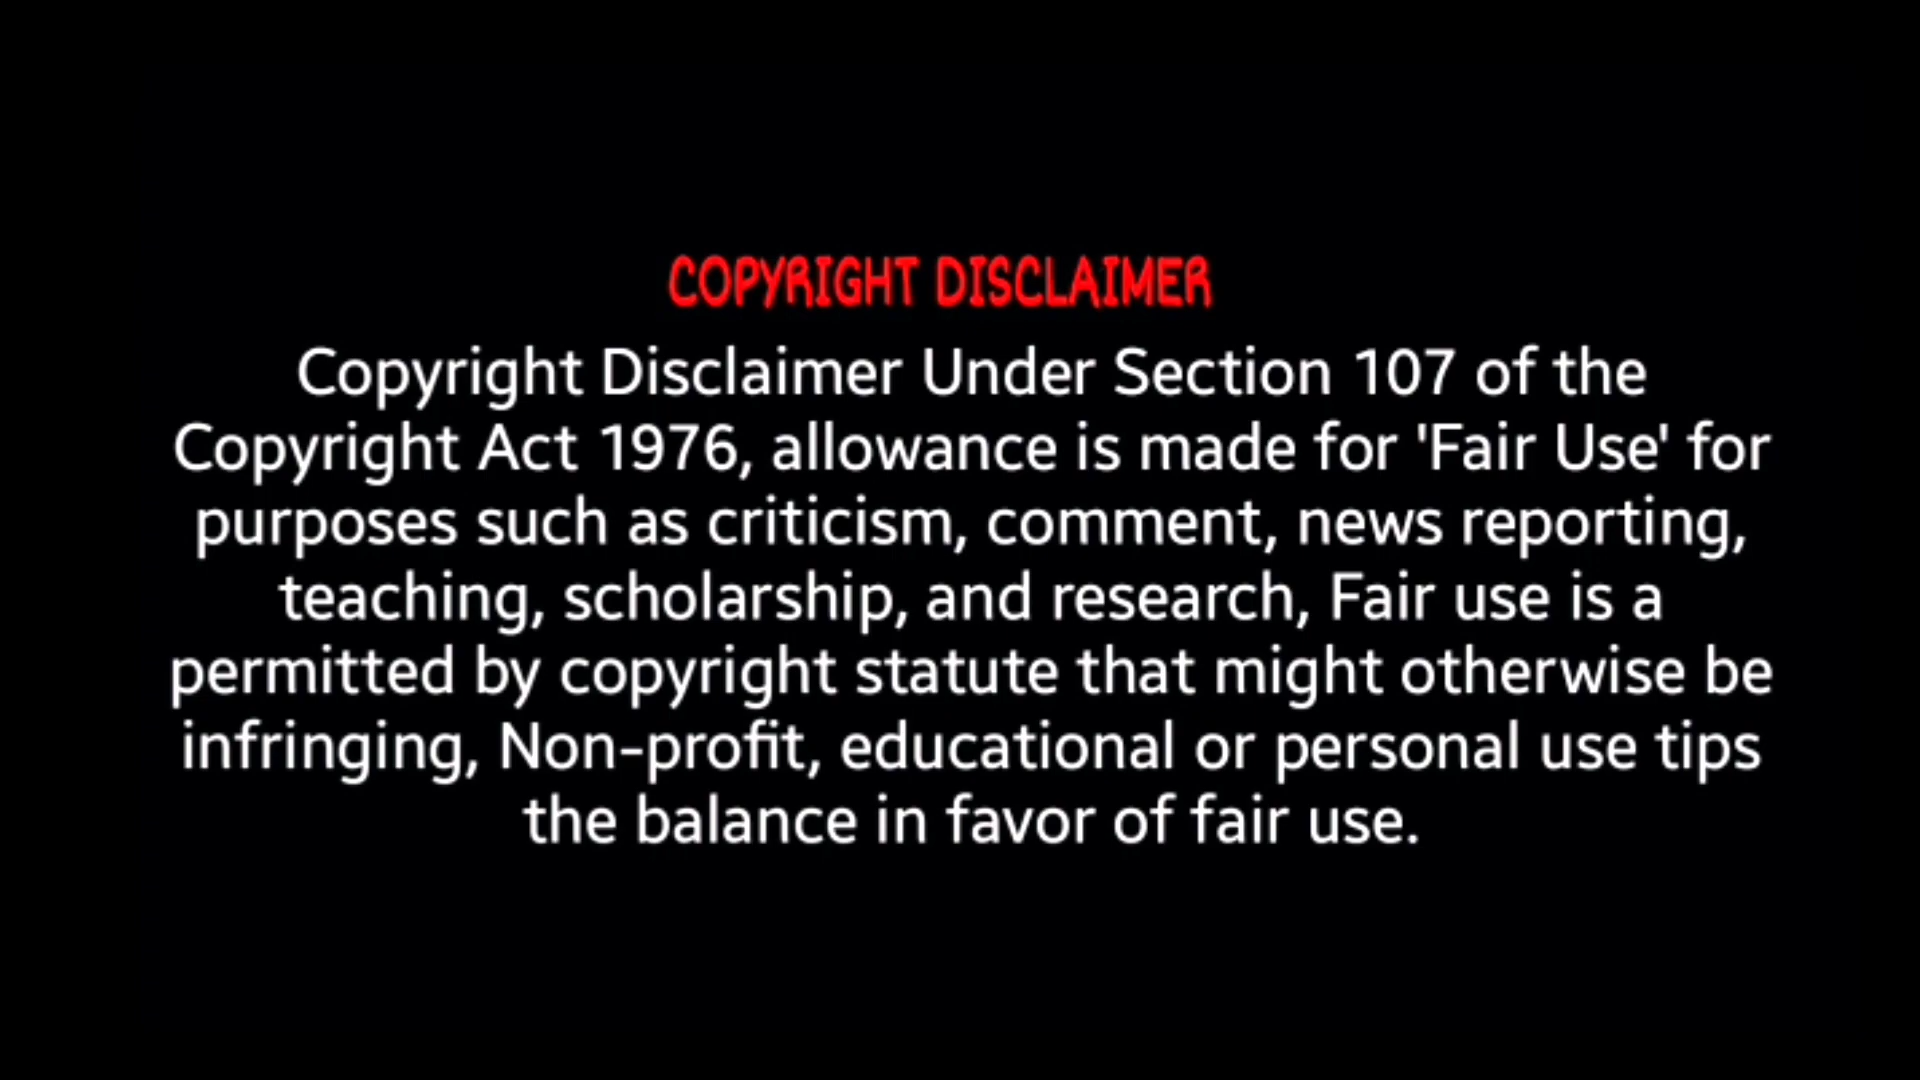 COPYRIGHT DISCLAIMER
Copyright Disclaimer Under Section 107 of the
Copyright Act 1976, allowance is made for 'Fair Use' for
purposes such as criticism, comment, news reporting,
teaching, scholarship, and research, Fair use is a
permitted by copyright statute that might otherwise be
infringing, Non-profit, educational or personal use tips
the balance in favor of fair use.